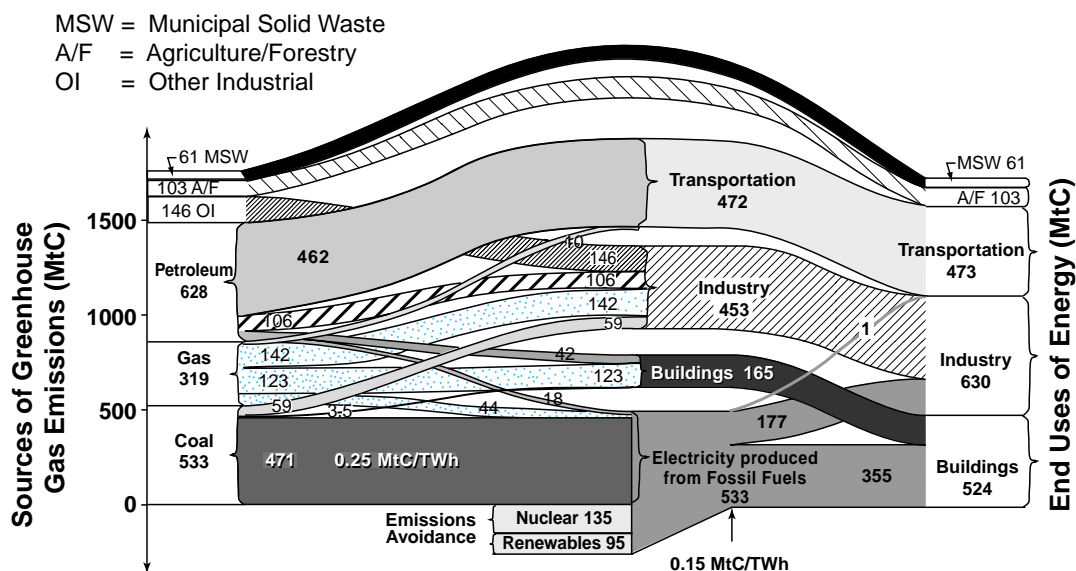 MSW = Municipal Solid Waste
A/F = Agriculture/Forestry
OI = Other Industrial
Sources of Greenhouse
Gas Emissions (MtC)
1500
1000
500
0
61 MSW
103 A/F
146 OI
Petroleum
628
Gas
319
Coal
533
462
106
142
123
59
3.5
471
0.25 MtC/TWh
10
146
106
142
59
42
123
18
44
Transportation
472
Industry
453
Buildings 165
Electricity produced
from Fossil Fuels
533
Emissions
Avoidance
Nuclear 135
Renewables 95
0.15 MtC/TWh
1
177
355
MSW 61
A/F 103
Transportation
473
Industry
630
Buildings
524
End Uses of Energy (MtC)